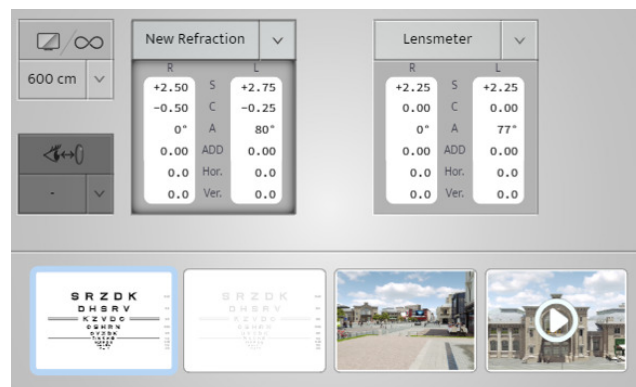 New Refraction
Lensmeter
600 cm
R L
+2.50 S +2.75
-0.50 C -0.25
0° A 80°
0.00 ADD 0.00
0.0 Hor. 0.0
0.0 Ver. 0.0
-
R L
+2.25 S +2.25
0.00 C 0.00
0° A 77°
0.00 ADD 0.00
0.0 Hor. 0.0
0.0 Ver. 0.0
S R Z D K
D H S R V
K Z V D C
S R Z D K
D H S R V
K Z V D C